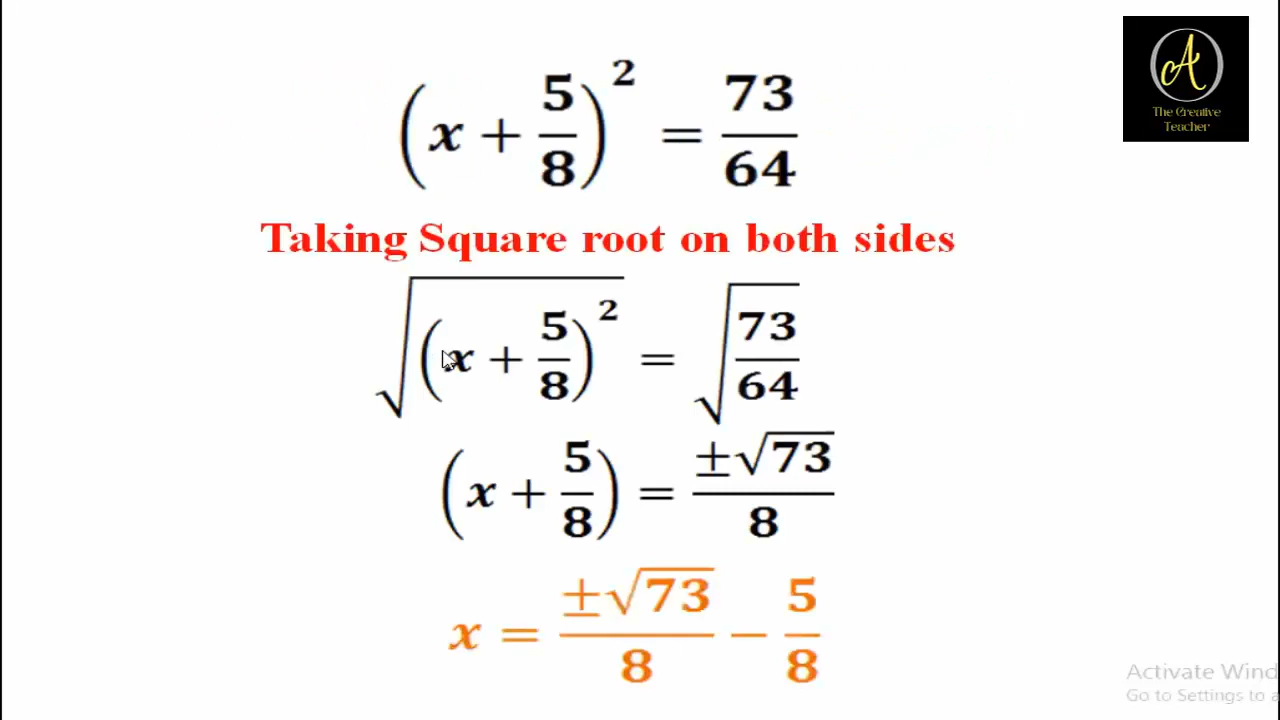 (x + 5/8)² = 73/64
The Creative
Teacher
Taking Square root on both sides
√(x + 5/8)² = √73/64
(x + 5/8) = ±√73/8
x = ±√73/8 − 5/8
Activate Wind
Go to Settings to a